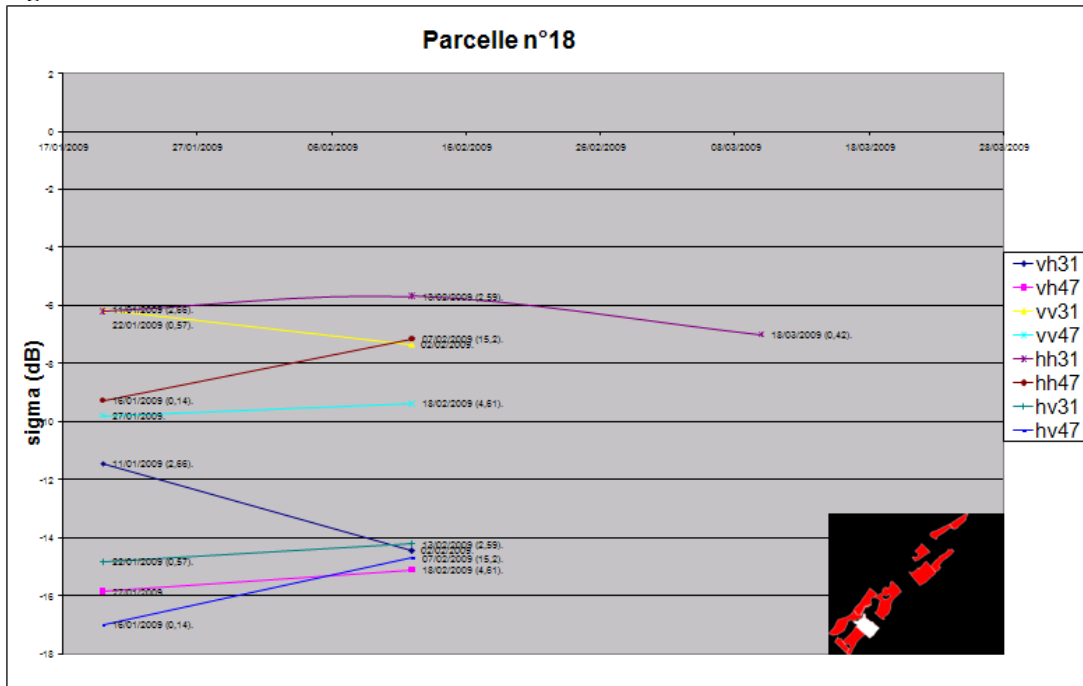 Parcelle n°18
2
0
17/01/2009 27/01/2009 06/02/2009 16/02/2009 26/02/2009 08/03/2009 18/03/2009 28/03/2009
-2
-4
-6
-8
-10
-12
-14
-16
-18
sigma (dB)
11/01/2009 (2,66).
22/01/2009 (0,57).
13/02/2009 (2,59).
18/03/2009 (0,42).
07/02/2009 (15,2).
02/02/2009.
16/01/2009 (0,14).
27/01/2009.
18/02/2009 (4,61).
11/01/2009 (2,66).
22/01/2009 (0,57).
13/02/2009 (2,59).
02/02/2009.
07/02/2009 (15,2).
18/02/2009 (4,61).
27/01/2009.
16/01/2009 (0,14).
vh31
vh47
vv31
vv47
hh31
hh47
hv31
hv47